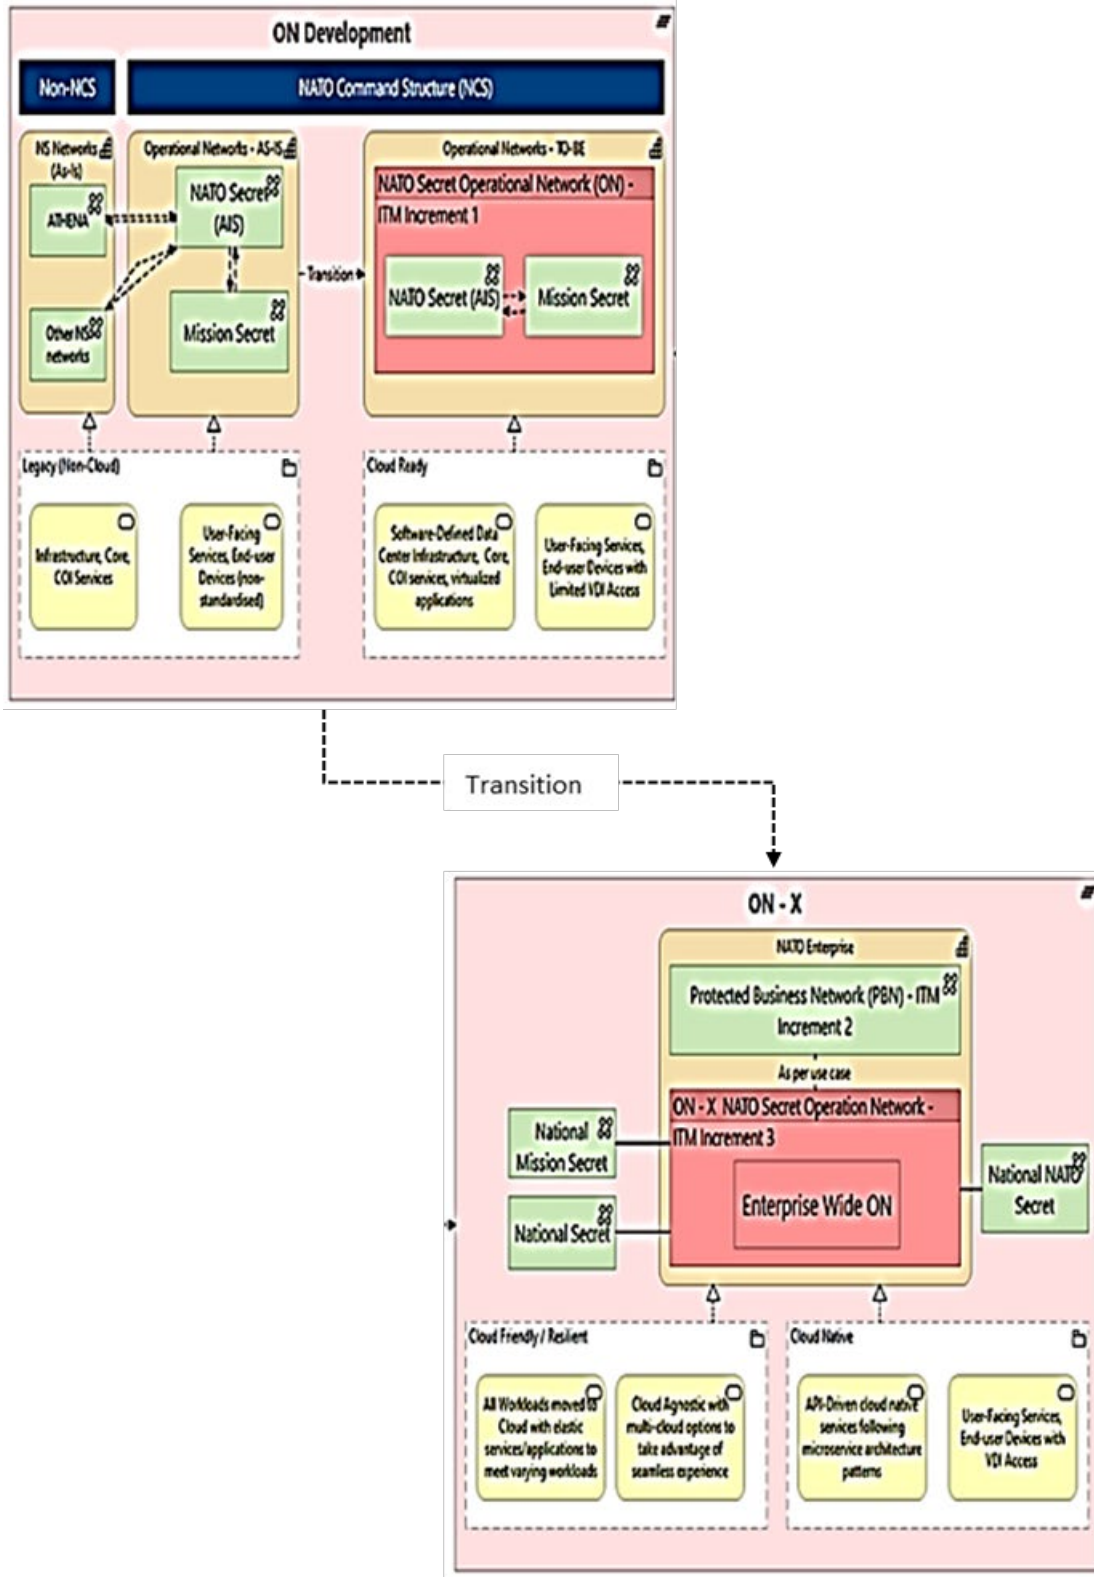 ON Development
Non-NCS
NATO Command Structure (NCS)
NS Networks
(As-Is)
ATHENA
Other NS
networks
Operational Networks - AS-IS
NATO Secret
(AIS)
Mission Secret
Transition
Operational Networks - TO-BE
NATO Secret Operational Network (ON) -
ITM Increment 1
NATO Secret (AIS)
Mission Secret
Legacy (Non-Cloud)
Infrastructure, Core,
COI Services
User-Facing
Services, End-user
Devices (non-
standardised)
Cloud Ready
Software-Defined Data
Center Infrastructure, Core,
COI services, virtualized
applications
User-Facing Services,
End-user Devices with
Limited VDI Access
Transition
ON - X
NATO Enterprise
Protected Business Network (PBN) - ITM
Increment 2
As per use case
ON - X NATO Secret Operation Network -
ITM Increment 3
Enterprise Wide ON
National
Mission Secret
National Secret
National NATO
Secret
Cloud Friendly / Resilient
All Workloads moved to
Cloud with elastic
services/applications to
meet varying workloads
Cloud Agnostic with
multi-cloud options to
take advantage of
seamless experience
Cloud Native
API-Driven cloud native
services following
microservice architecture
patterns
User-Facing Services,
End-user Devices with
VDI Access